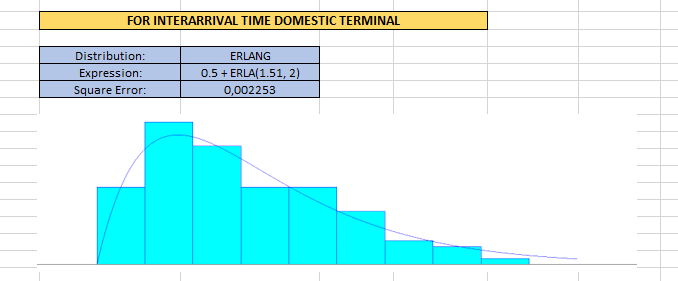 FOR INTERARRIVAL TIME DOMESTIC TERMINAL
Distribution: ERLANG
Expression: 0.5 + ERLA(1.51, 2)
Square Error: 0,002253